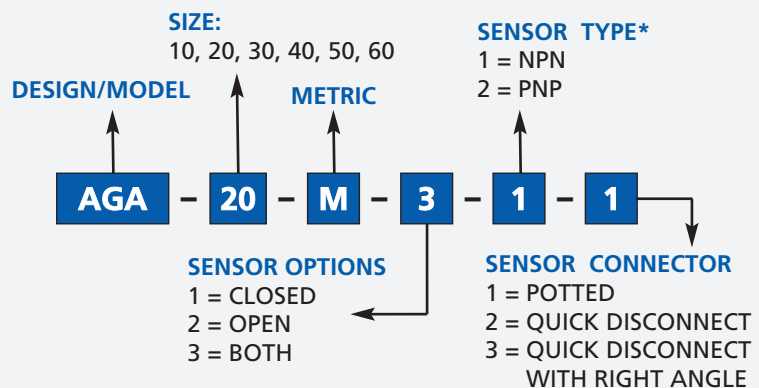 SIZE:
10, 20, 30, 40, 50, 60
SENSOR TYPE*
1 = NPN
2 = PNP
DESIGN/MODEL
METRIC
AGA - 20 - M - 3 - 1 - 1
SENSOR OPTIONS
1 = CLOSED
2 = OPEN
3 = BOTH
SENSOR CONNECTOR
1 = POTTED
2 = QUICK DISCONNECT
3 = QUICK DISCONNECT
WITH RIGHT ANGLE